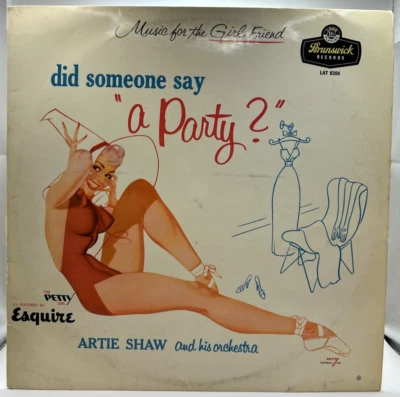 Music for the Girl Friend
Brunswick
RECORDS
LAT 8204
did someone say
"a Party?"
THE
PETTY
GIRL
AS FEATURED IN
Esquire
ARTIE SHAW and his orchestra
PETTY